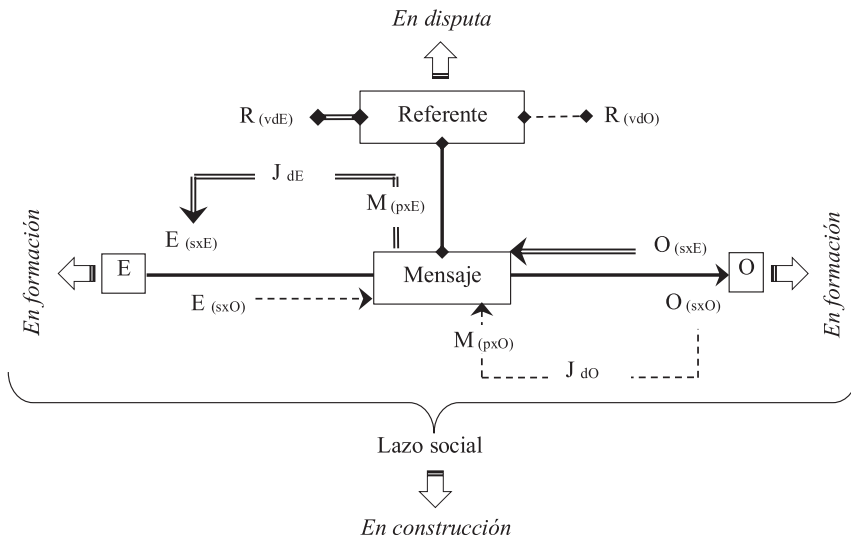 En disputa
R (vdE)
Referente
R (vdO)
J dE
M (pxE)
E (sxE)
O (sxE)
En formación
E
Mensaje
O
En formación
E (sxO)
O (sxO)
M (pxO)
J dO
Lazo social
En construcción